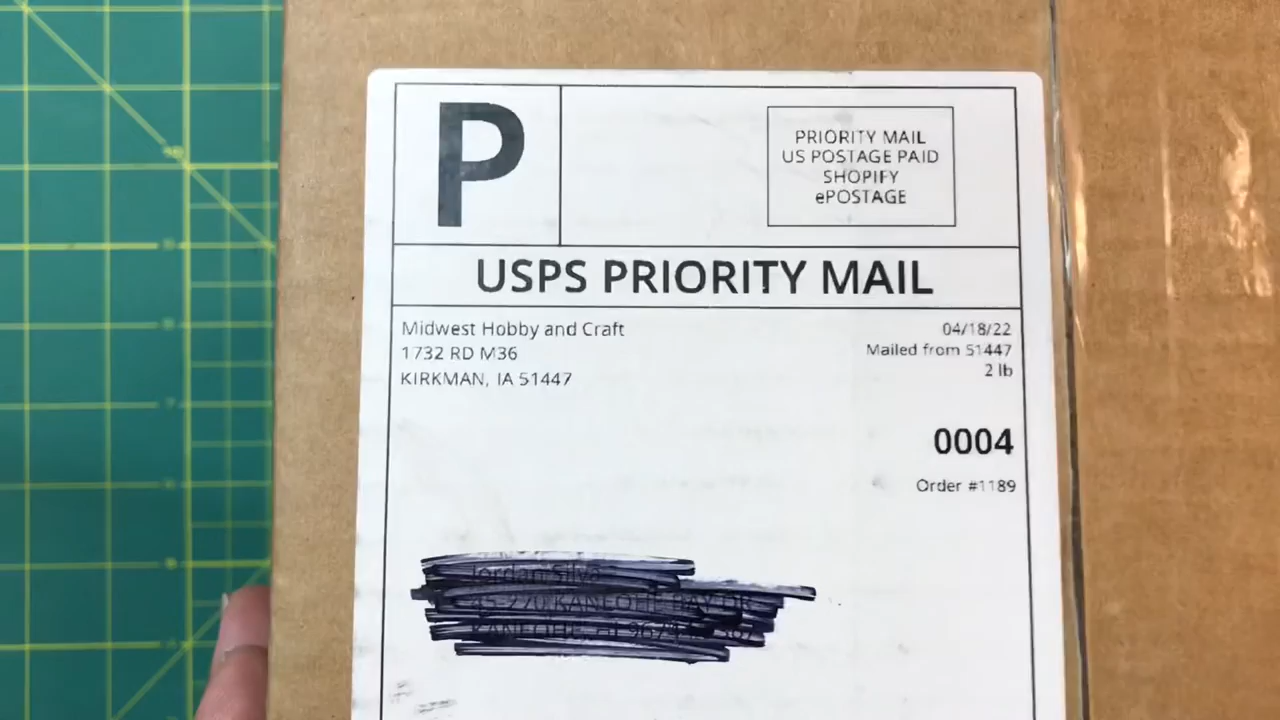 P
PRIORITY MAIL
US POSTAGE PAID
SHOPIFY
ePOSTAGE
USPS PRIORITY MAIL
Midwest Hobby and Craft
1732 RD M36
KIRKMAN, IA 51447
04/18/22
Mailed from 51447
2 lb
0004
Order #1189